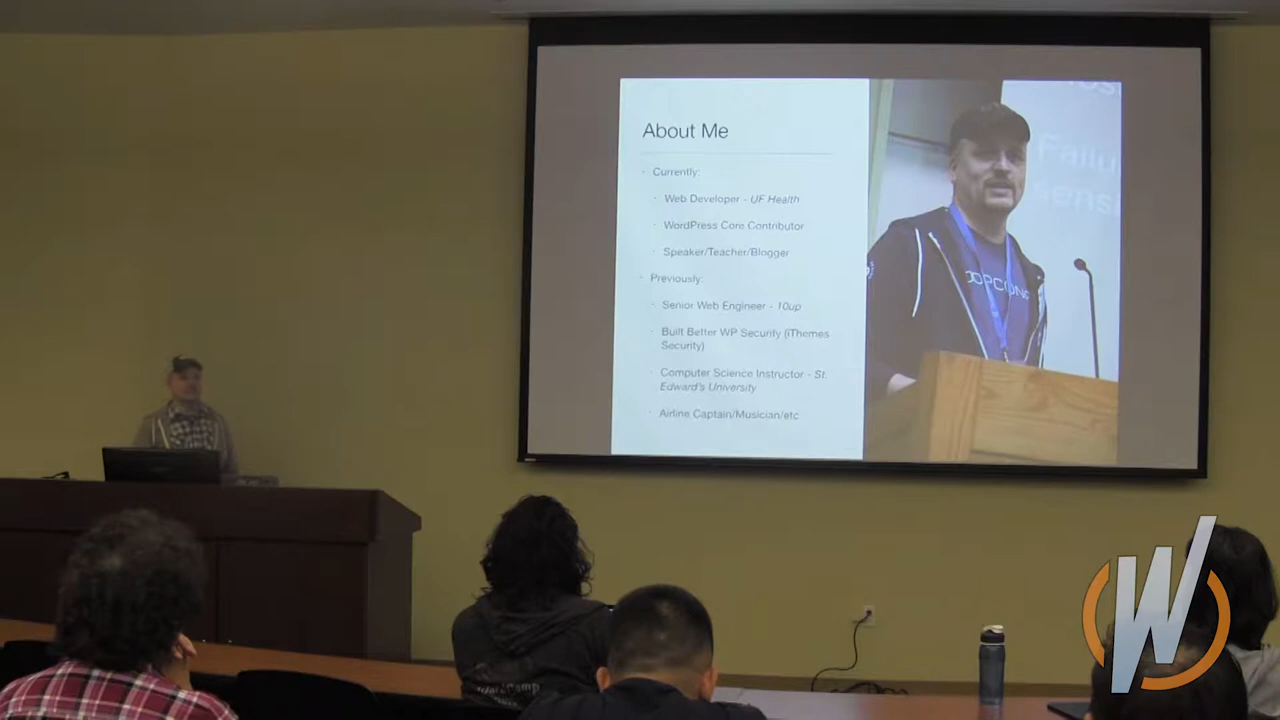 About Me
Currently:
Web Developer - UF Health
WordPress Core Contributor
Speaker/Teacher/Blogger
Previously:
Senior Web Engineer - 10up
Built Better WP Security (iThemes
Security)
Computer Science Instructor - St.
Edward's University
Airline Captain/Musician/etc
W